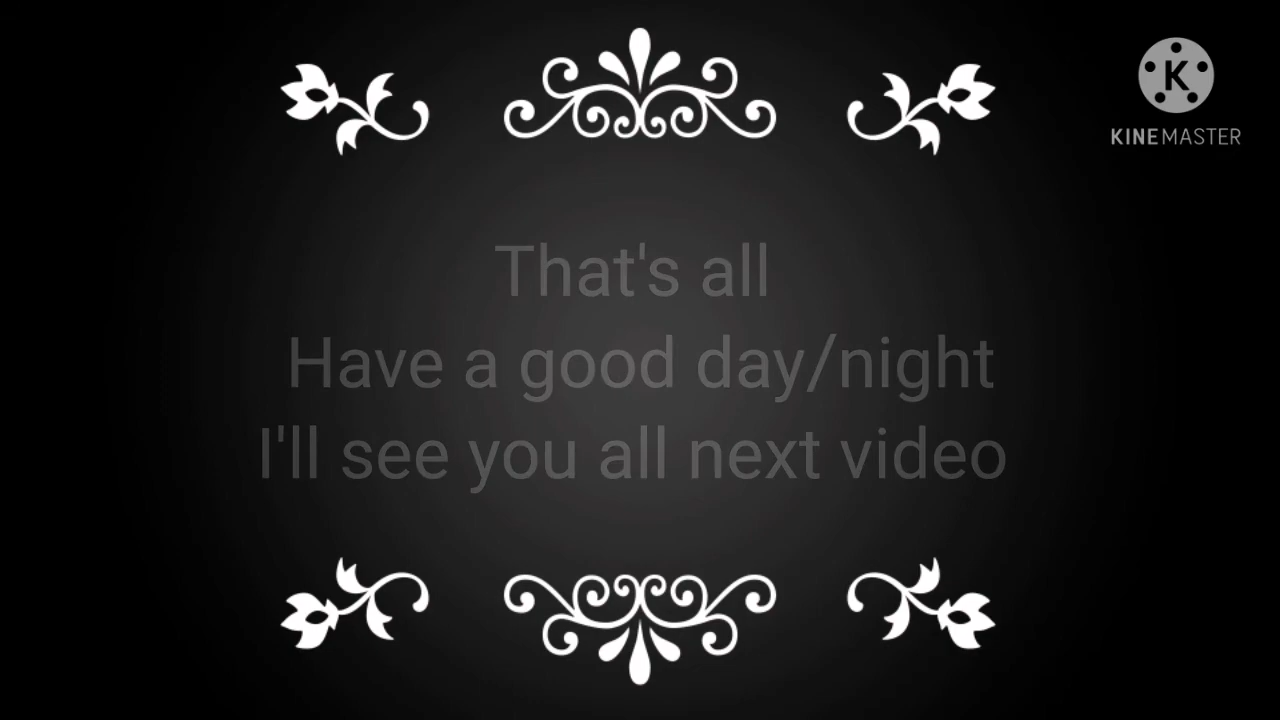 K
KINEMASTER
That's all
Have a good day/night
I'll see you all next video